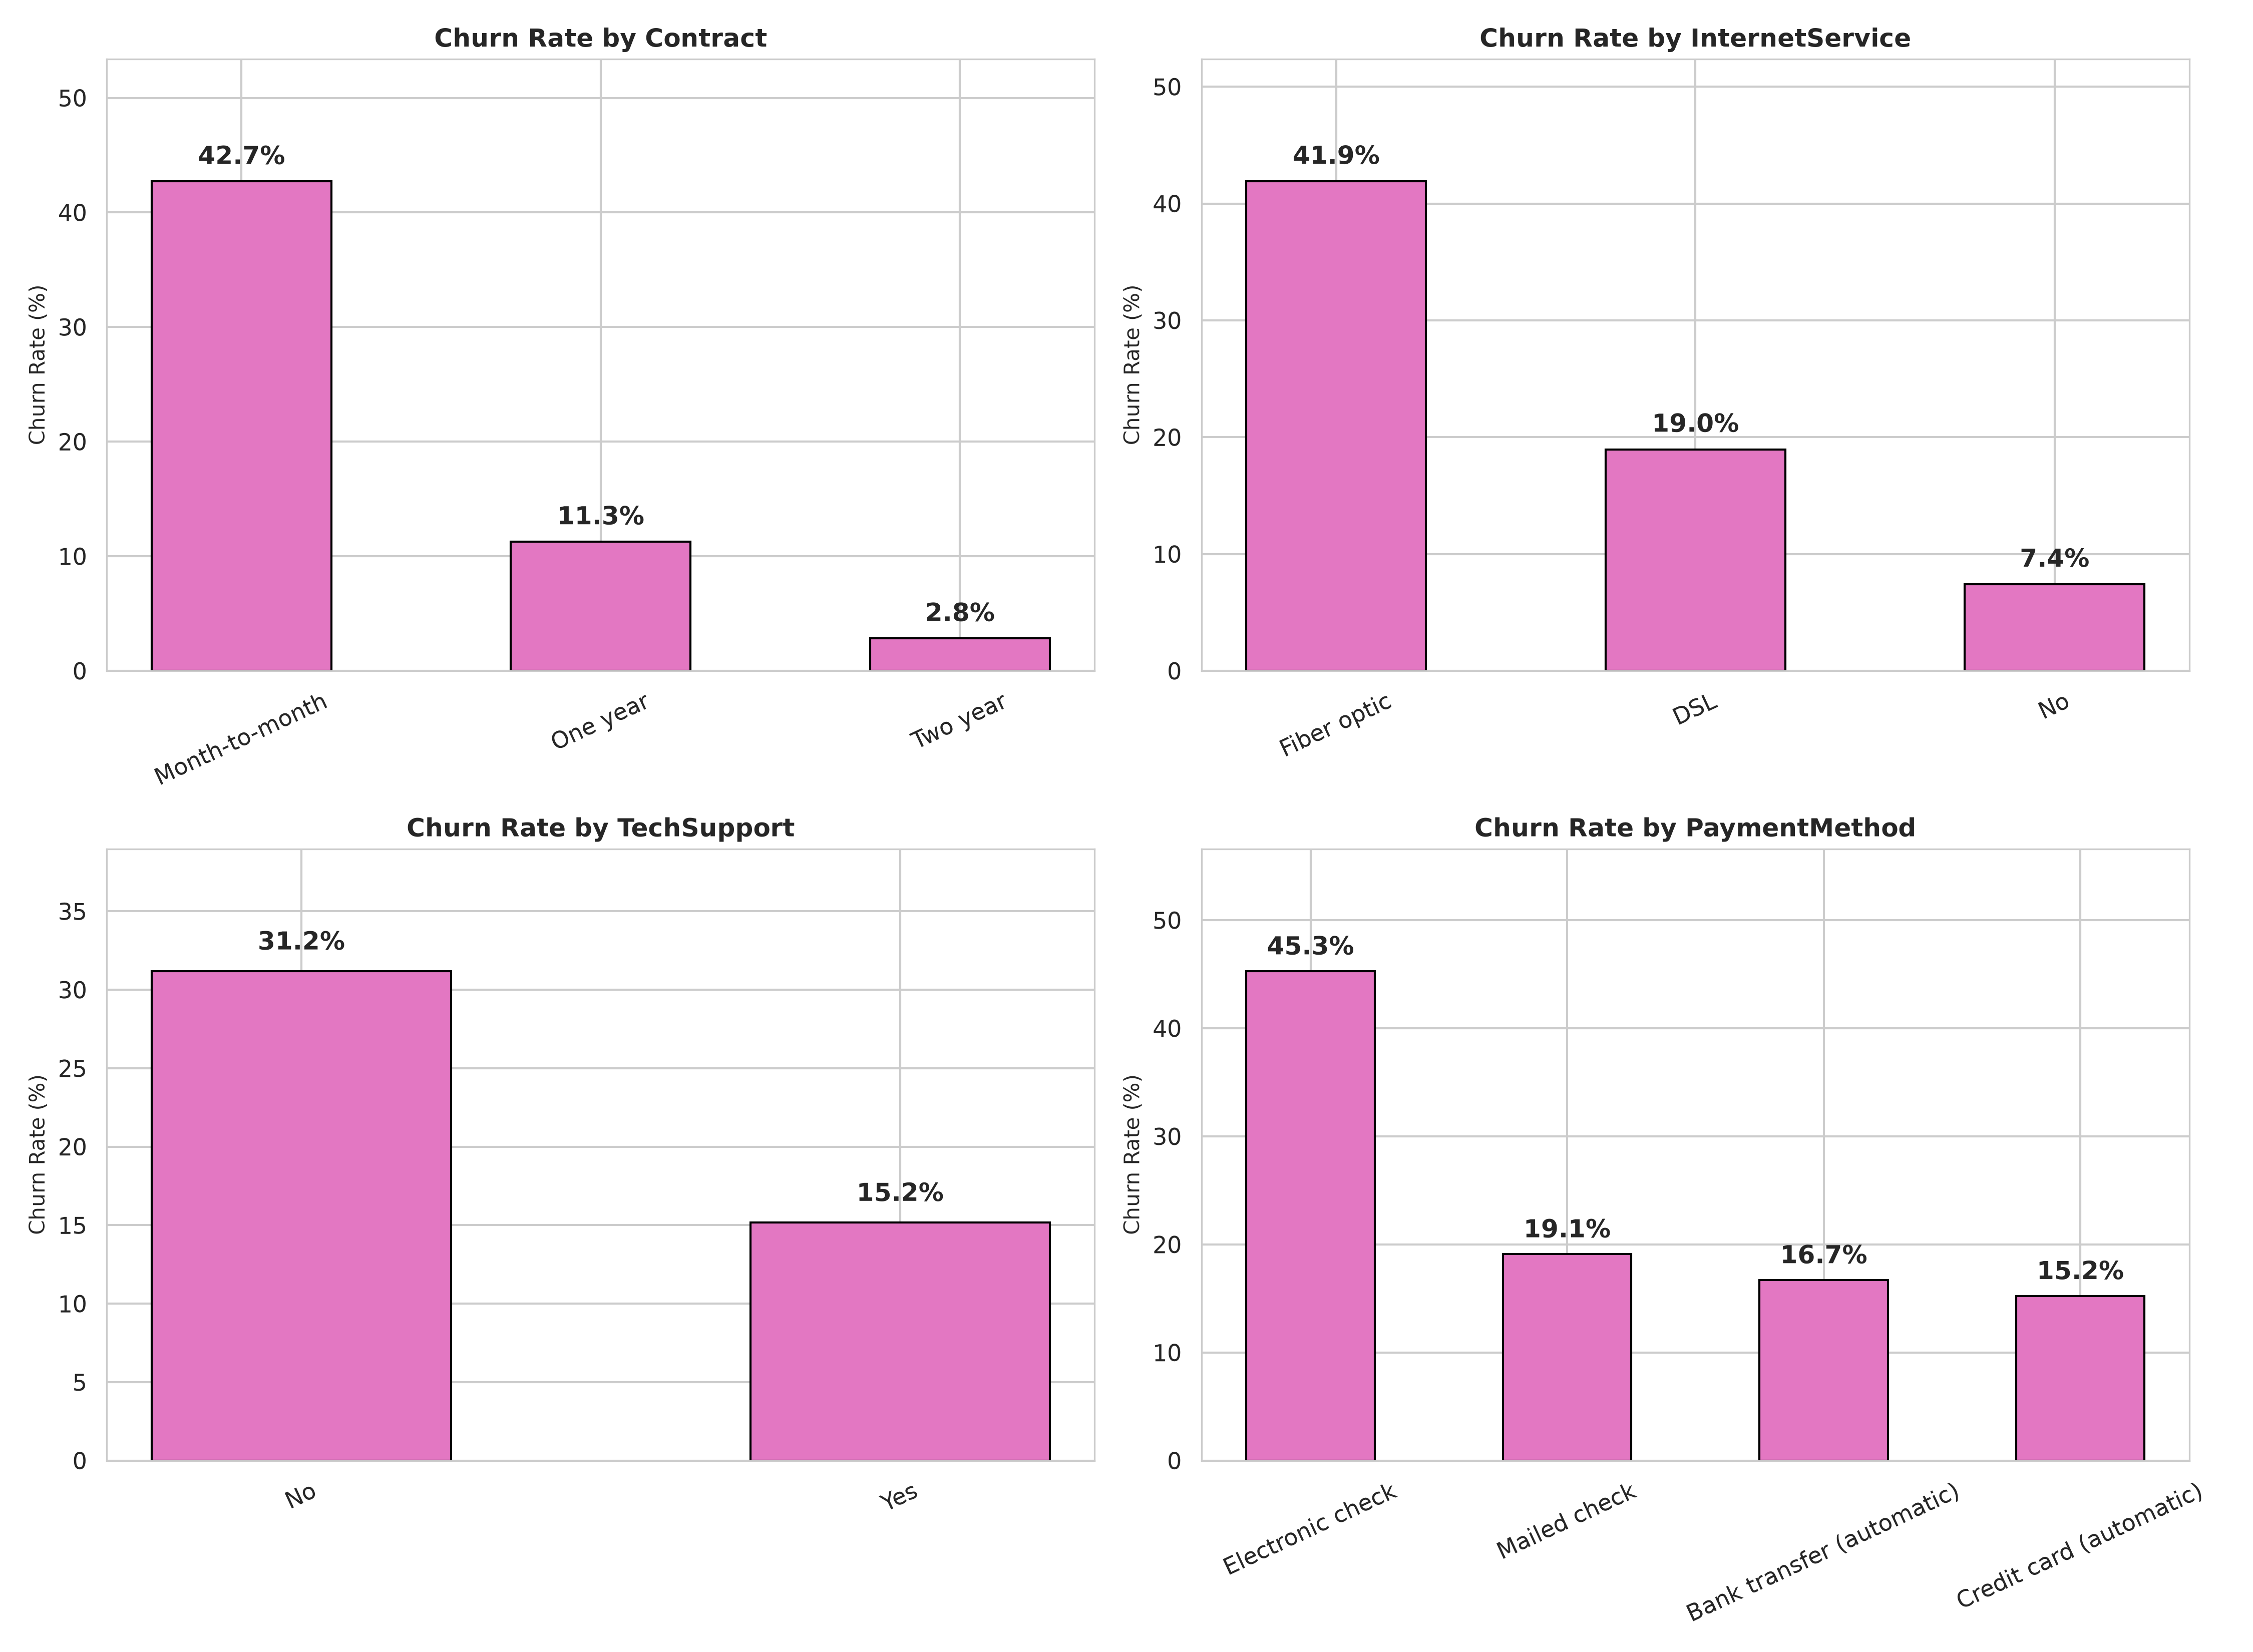 Churn Rate by Contract
Churn Rate (%)
50
40
30
20
10
0
42.7%
11.3%
2.8%
Month-to-month
One year
Two year
Churn Rate by InternetService
Churn Rate (%)
50
40
30
20
10
0
41.9%
19.0%
7.4%
Fiber optic
DSL
No
Churn Rate by TechSupport
Churn Rate (%)
35
30
25
20
15
10
5
0
31.2%
15.2%
No
Yes
Churn Rate by PaymentMethod
Churn Rate (%)
50
40
30
20
10
0
45.3%
19.1%
16.7%
15.2%
Electronic check
Mailed check
Bank transfer (automatic)
Credit card (automatic)